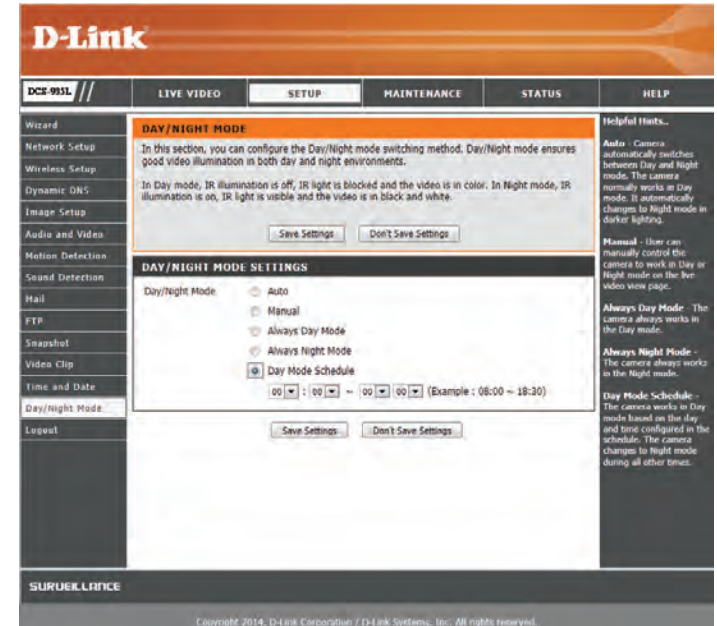 D-Link
DCS-935L
LIVE VIDEO
SETUP
MAINTENANCE
STATUS
HELP
Wizard
Network Setup
Wireless Setup
Dynamic DNS
Image Setup
Audio and Video
Motion Detection
Sound Detection
Mail
FTP
Snapshot
Video Clip
Time and Date
Day/Night Mode
Logout
DAY/NIGHT MODE
In this section, you can configure the Day/Night mode switching method. Day/Night mode ensures
good video illumination in both day and night environments.
In Day mode, IR illumination is off, IR light is blocked and the video is in color. In Night mode, IR
illumination is on, IR light is visible and the video is in black and white.
Save Settings Don't Save Settings
DAY/NIGHT MODE SETTINGS
Day/Night Mode
Auto
Manual
Always Day Mode
Always Night Mode
Day Mode Schedule
00 : 00 ~ 00 00 (Example : 08:00 ~ 18:30)
Save Settings Don't Save Settings
Helpful Hints..
Auto - Camera
automatically switches
between Day and Night
mode. The camera
normally works in Day
mode. It automatically
changes to Night mode in
darker lighting.
Manual - User can
manually control the
camera to work in Day or
Night mode on the live
video view page.
Always Day Mode - The
camera always works in
the Day mode.
Always Night Mode -
The camera always works
in the Night mode.
Day Mode Schedule -
The camera works in Day
mode based on the day
and time configured in the
schedule. The camera
changes to Night mode
during all other times.
SURVEILLANCE
Copyright 2014, D-Link Corporation / D-Link Systems, Inc. All rights reserved.